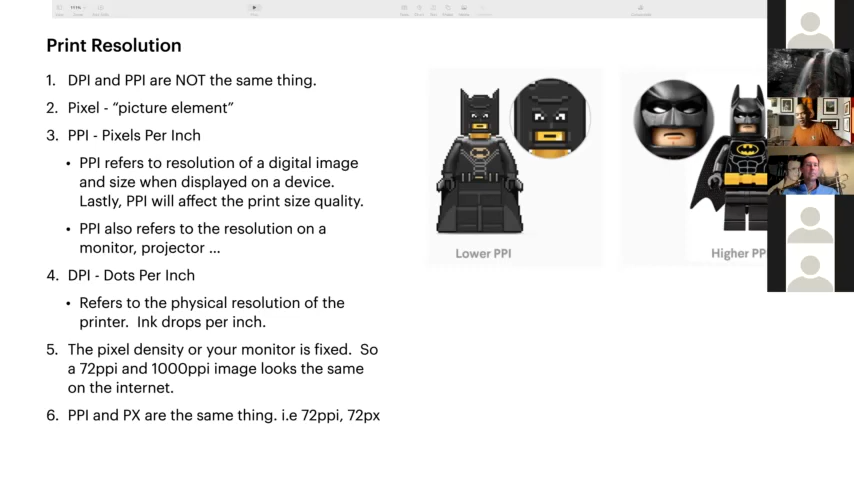 Print Resolution
1. DPI and PPI are NOT the same thing.
2. Pixel - “picture element”
3. PPI - Pixels Per Inch
• PPI refers to resolution of a digital image
and size when displayed on a device.
Lastly, PPI will affect the print size quality.
• PPI also refers to the resolution on a
monitor, projector ...
4. DPI - Dots Per Inch
• Refers to the physical resolution of the
printer. Ink drops per inch.
5. The pixel density or your monitor is fixed. So
a 72ppi and 1000ppi image looks the same
on the internet.
6. PPI and PX are the same thing. i.e 72ppi, 72px
Lower PPI
Higher PP